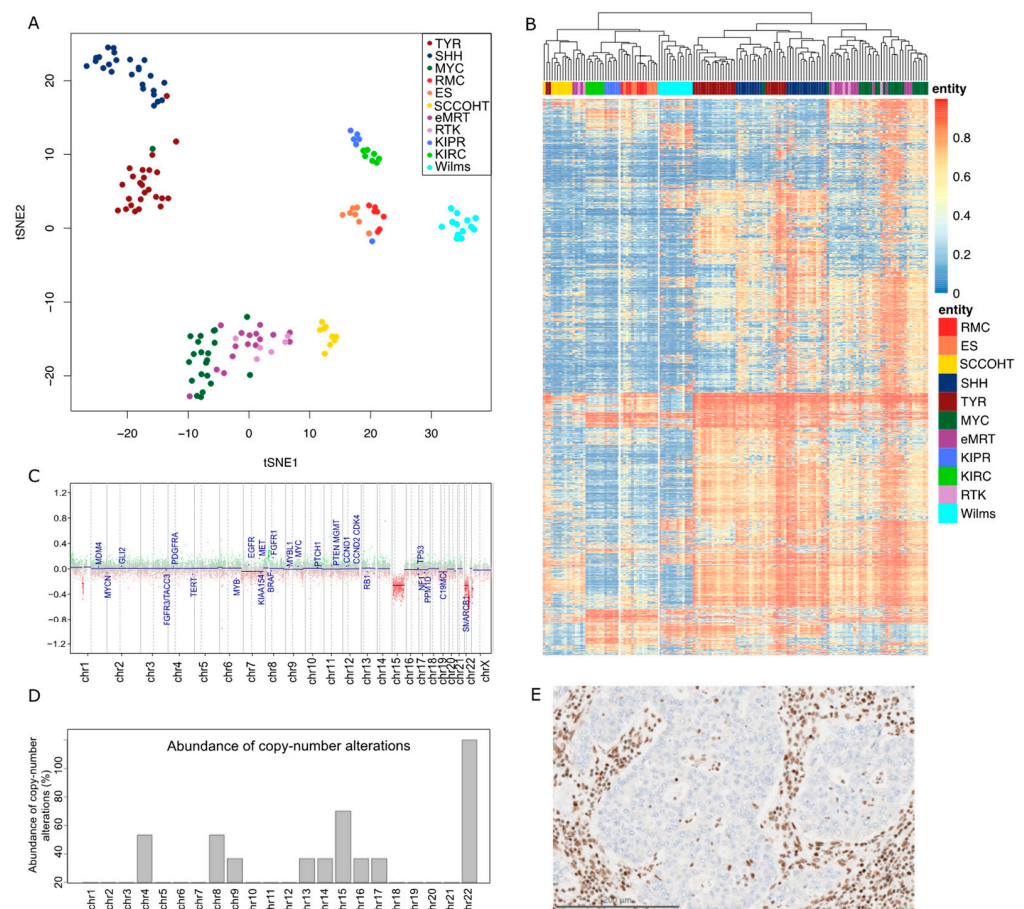 A
TYR
SHH
MYC
RMC
ES
SCCOHT
eMRT
RTK
KIPR
KIRC
Wilms
20
10
0
−10
−20
tSNE2
−20
−10
0
10
20
30
tSNE1
B
entity
0.8
0.6
0.4
0.2
0
entity
RMC
ES
SCCOHT
SHH
TYR
MYC
eMRT
KIPR
KIRC
RTK
Wilms
C
1.2
0.8
0.4
0.0
−0.4
−0.8
−1.2
MDM4
MYCN
GLI2
FGFR3/TACC3
PDGFRA
TERT
MYB
EGFR
KIAA154
MET
BRAF
FGFR1
MYBL1
MYC
PTCH1
PTEN MGMT
CCND1
CCND2 CDK4
RB1
TP53
NF1
PPM1D
C19MC
SMARCB1
chr1
chr2
chr3
chr4
chr5
chr6
chr7
chr8
chr9
chr10
chr11
chr12
chr13
chr14
chr15
chr16
chr17
chr18
chr19
chr20
chr21
chr22
chrX
D
Abundance of copy-number alterations
Abundance of copy-number
alterations (%)
100
60
40
20
chr1
chr2
chr3
chr4
chr5
chr6
chr7
chr8
chr9
chr10
chr11
chr12
chr13
chr14
chr15
chr16
chr17
chr18
chr19
chr20
chr21
chr22
E